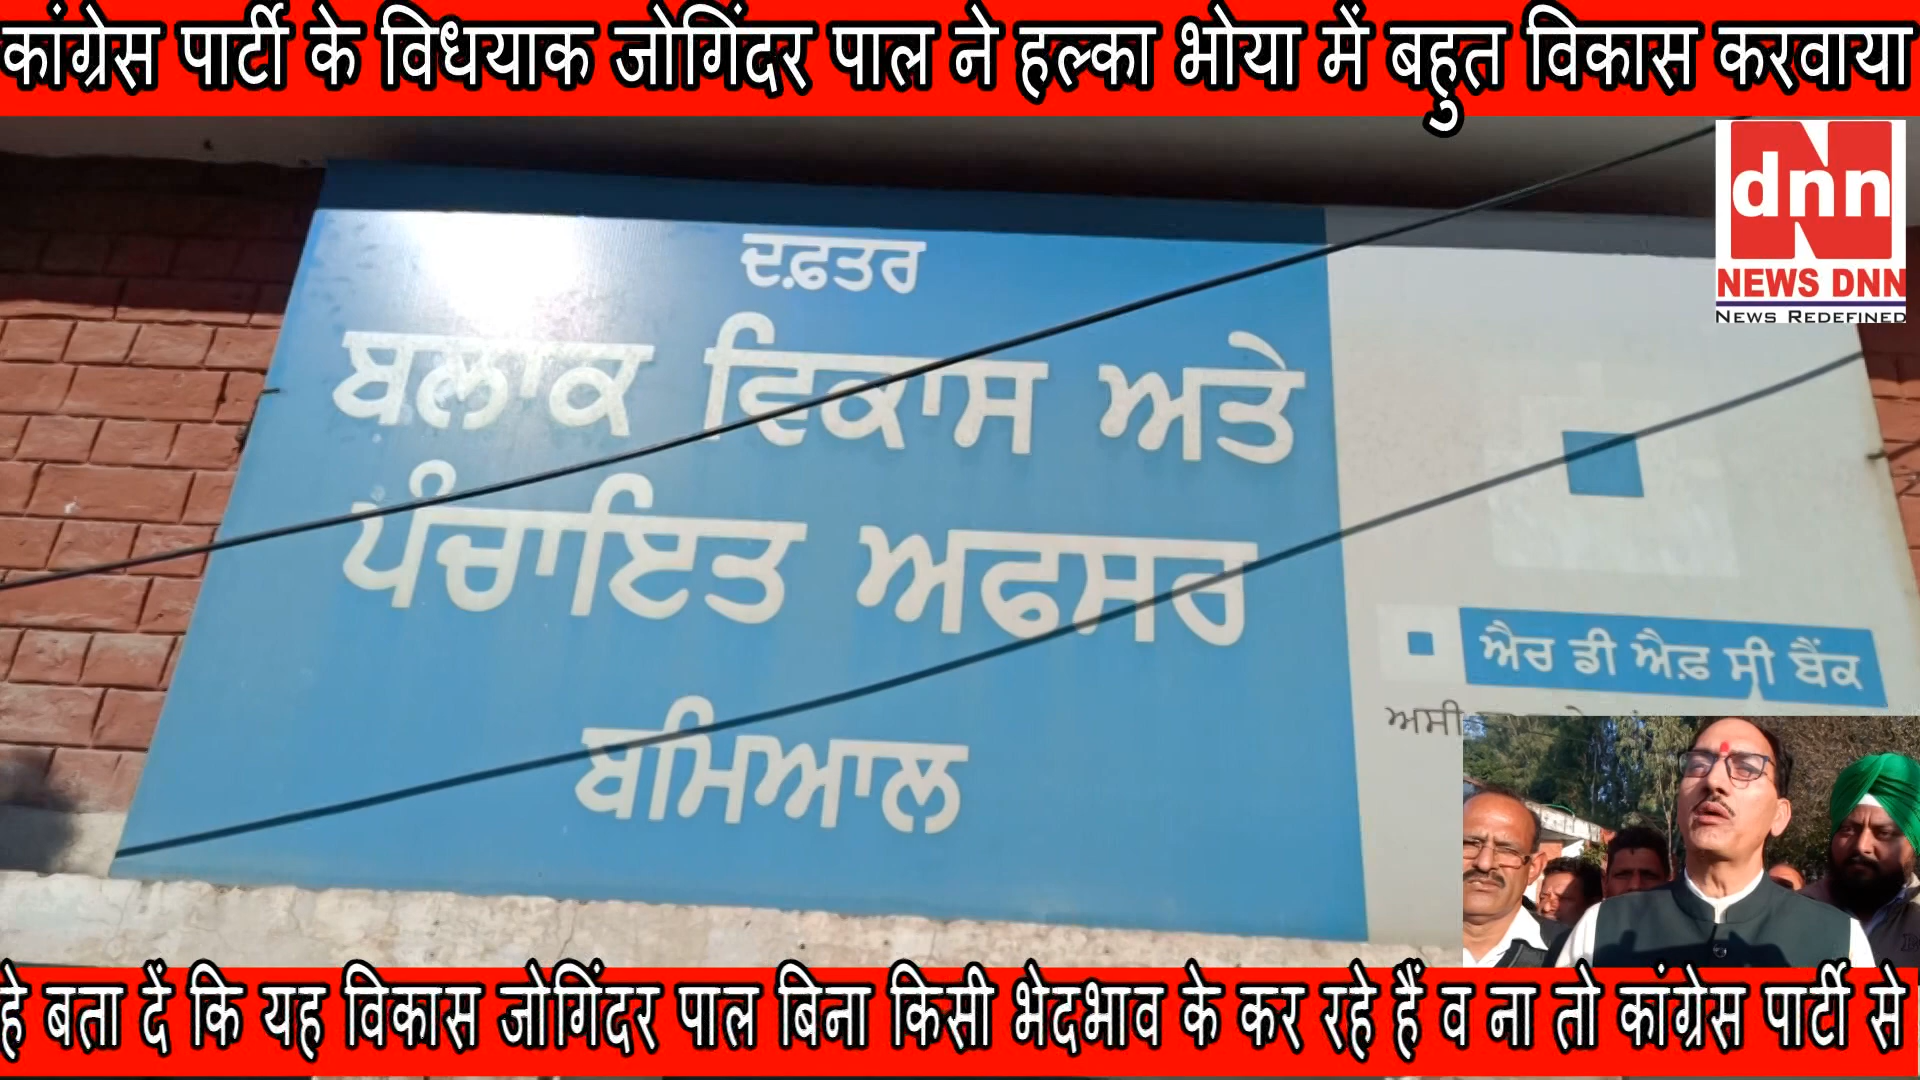 कांग्रेस पार्टी के विधयाक जोगिंदर पाल ने हल्का भोया में बहुत विकास करवाया
dnn
NEWS DNN
NEWS REDEFINED
ਦਫ਼ਤਰ
ਬਲਾਕ ਵਿਕਾਸ ਅਤੇ
ਪੰਚਾਇਤ ਅਫਸਰ
ਬਮਿਆਲ
ਐਚ ਡੀ ਐਫ਼ ਸੀ ਬੈਂਕ
ਅਸੀਂ
हे बता दें कि यह विकास जोगिंदर पाल बिना किसी भेदभाव के कर रहे हैं व ना तो कांग्रेस पार्टी से